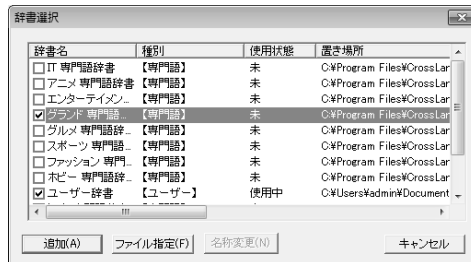 辞書選択
辞書名 種別 使用状態 置き場所
IT 専門語辞書 【専門語】 未 C:¥Program Files¥CrossLar
アニメ 専門語辞書 【専門語】 未 C:¥Program Files¥CrossLar
エンターテイメン... 【専門語】 未 C:¥Program Files¥CrossLar
グランド 専門語... 【専門語】 未 C:¥Program Files¥CrossLar
グルメ 専門語辞... 【専門語】 未 C:¥Program Files¥CrossLar
スポーツ 専門語... 【専門語】 未 C:¥Program Files¥CrossLar
ファッション 専門... 【専門語】 未 C:¥Program Files¥CrossLar
ホビー 専門語辞... 【専門語】 未 C:¥Program Files¥CrossLar
ユーザー辞書 【ユーザー】 使用中 C:¥Users¥admin¥Document
追加(A) ファイル指定(F) 名称変更(N) キャンセル